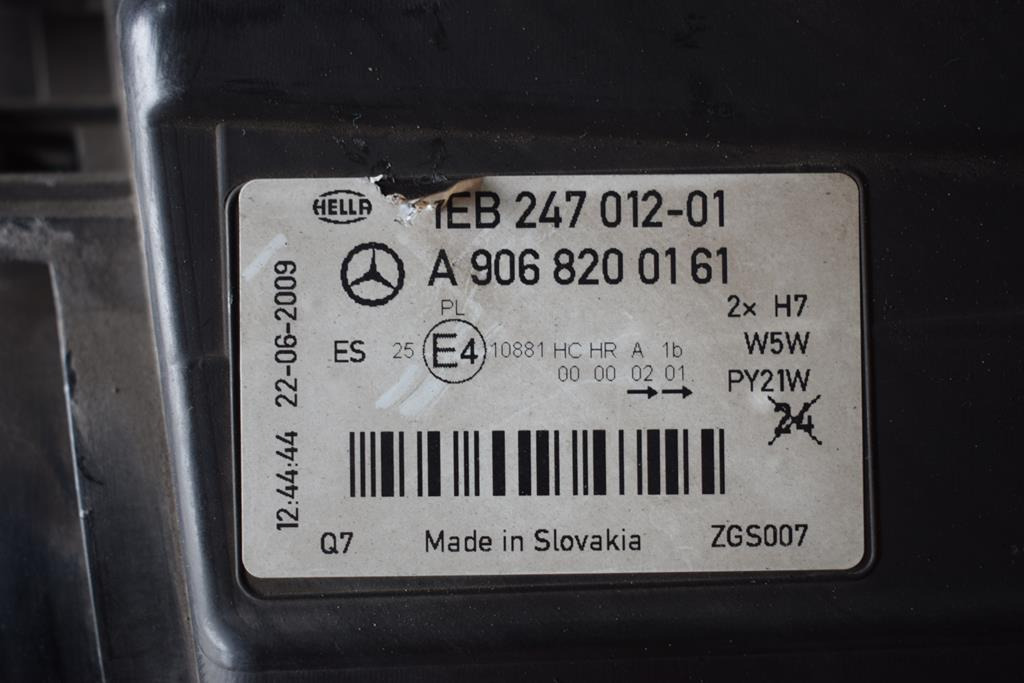 HELLA 1EB 247 012-01
A 906 820 01 61
PL
2x H7
ES 25 E4 10881 HC HR A 1b
W5W
00 00 02 01
PY21W
24
12:44:44 22-06-2009
Q7 Made in Slovakia ZGS007